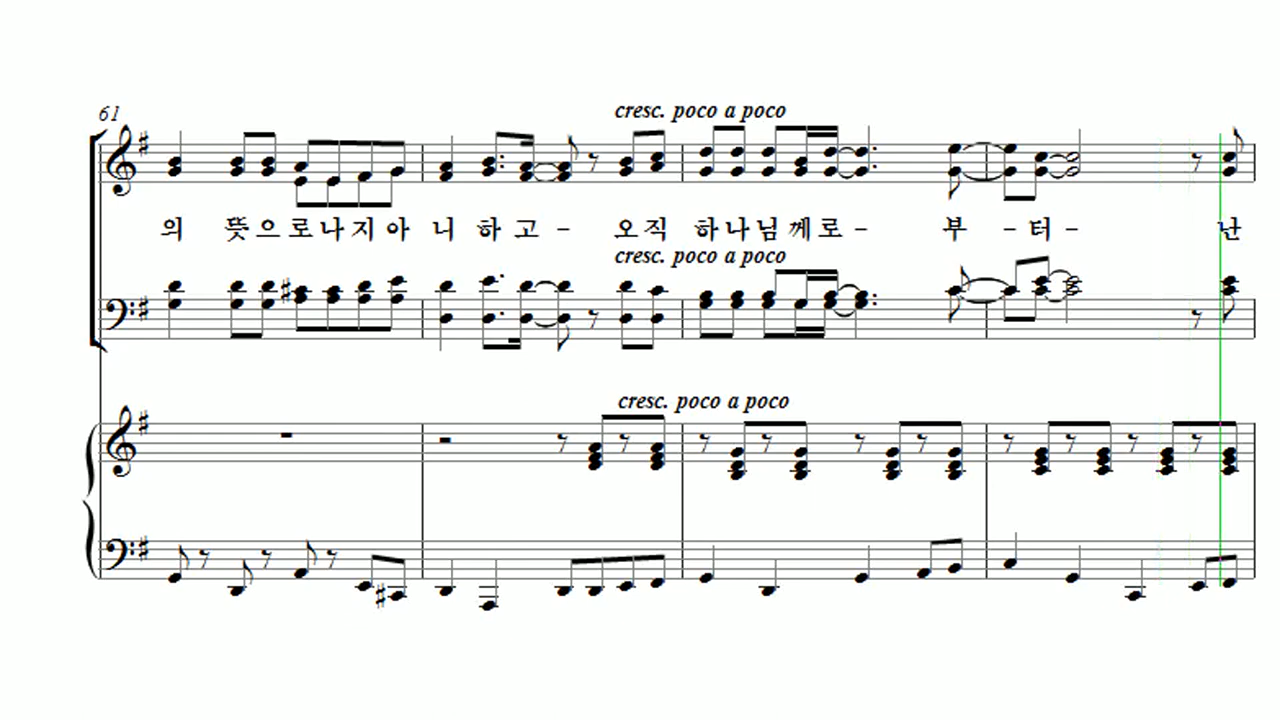 61
cresc. poco a poco
의 뜻으로나지아 니 하고 - 오직 하나님께로 - 부 - 터 - 난
cresc. poco a poco
cresc. poco a poco